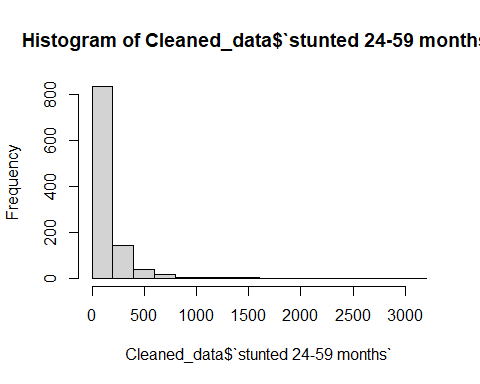 Histogram of Cleaned_data$`stunted 24-59 months
800
600
400
200
0
Frequency
0 500 1000 1500 2000 2500 3000
Cleaned_data$`stunted 24-59 months`